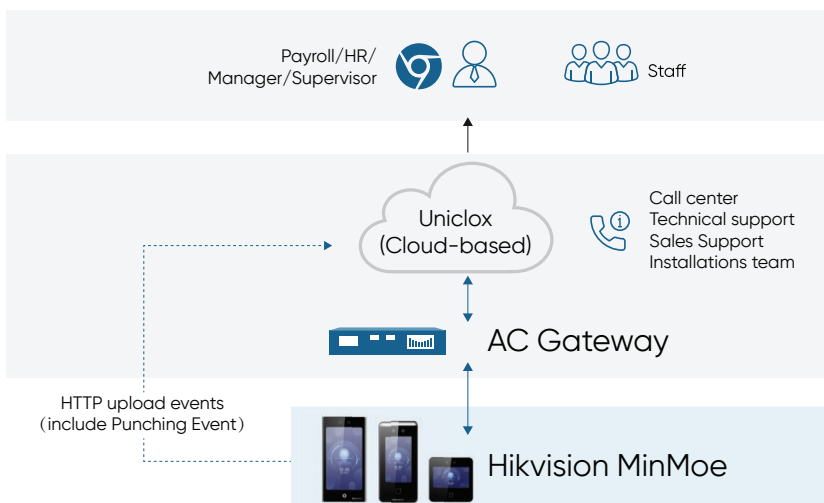 Payroll/HR/
Manager/Supervisor
Staff
Uniclox
(Cloud-based)
Call center
Technical support
Sales Support
Installations team
AC Gateway
HTTP upload events
(include Punching Event)
Hikvision MinMoe